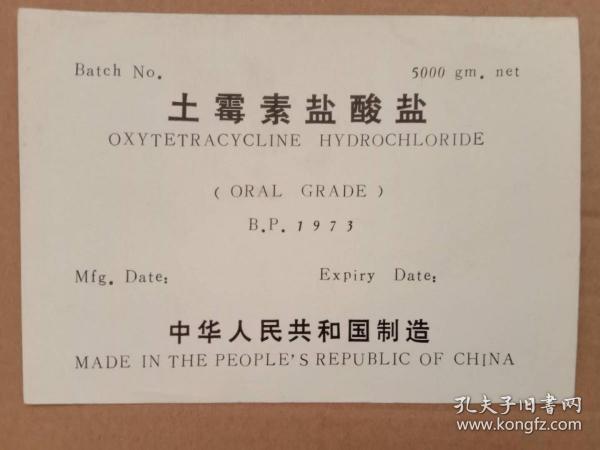 Batch No. 5000 gm. net
土霉素盐酸盐
OXYTETRACYCLINE HYDROCHLORIDE
( ORAL GRADE )
B.P. 1973
Mfg. Date: Expiry Date:
中华人民共和国制造
MADE IN THE PEOPLE'S REPUBLIC OF CHINA
孔夫子旧书网
www.kongfz.com